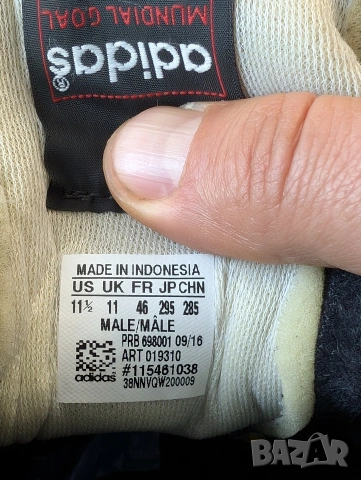 adidas
MUNDIAL GOAL
®
MADE IN INDONESIA
US UK FR JP CHN
11½ 11 46 295 285
MALE/MÂLE
PRB 698001 09/16
ART 019310
#115461038
38NNVQW200009
adidas
BAZAR